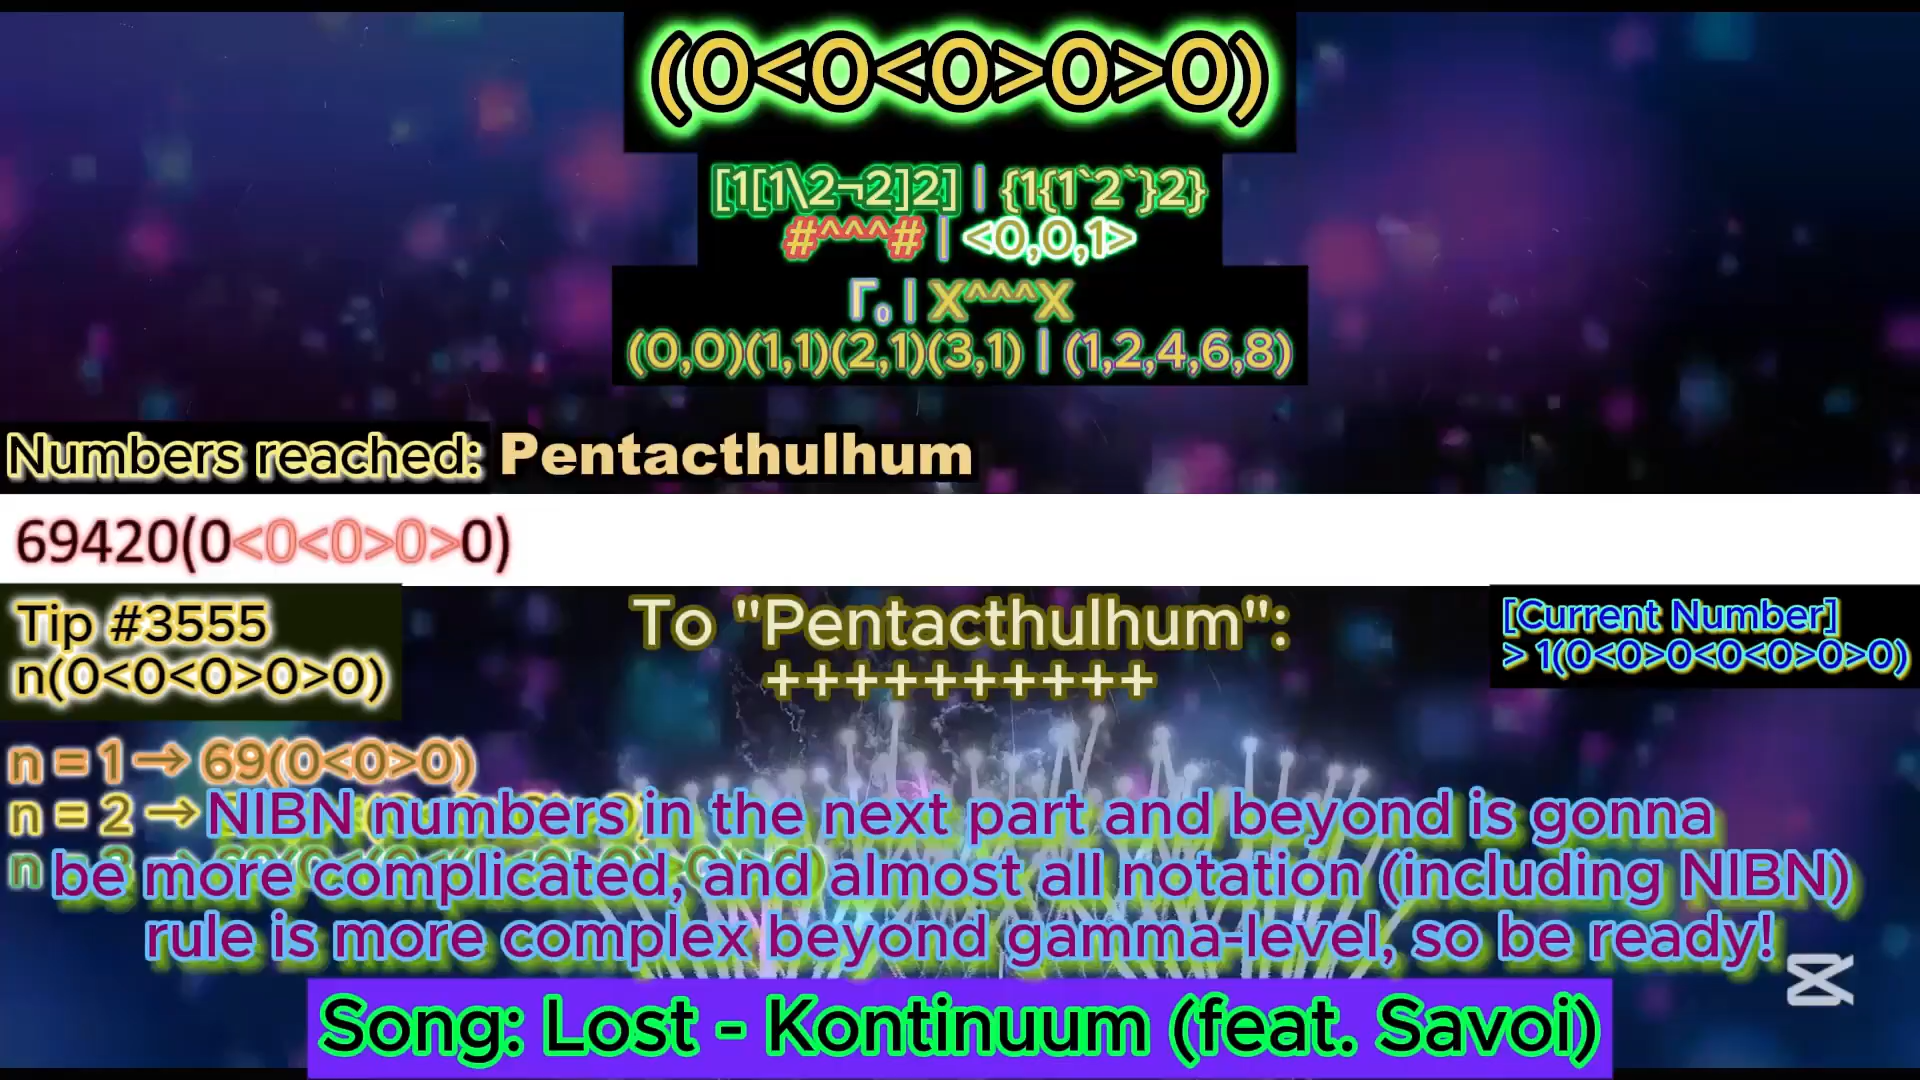 (0<0<0>0>0)
[1[1\2¬2]2] | {1{1`2`}2}
#^^^# | <0,0,1>
Γ₀ | X^^^X
(0,0)(1,1)(2,1)(3,1) | (1,2,4,6,8)
Numbers reached: Pentacthulhum
69420(0<0<0>0>0)
Tip #3555
n(0<0<0>0>0)
To "Pentacthulhum":
+++++++++++
[Current Number]
> 1(0<0>0<0<0>0>0)
n = 1 → 69(0<0>0)
n = 2 →
NIBN numbers in the next part and beyond is gonna
be more complicated, and almost all notation (including NIBN)
rule is more complex beyond gamma-level, so be ready!
Song: Lost - Kontinuum (feat. Savoi)